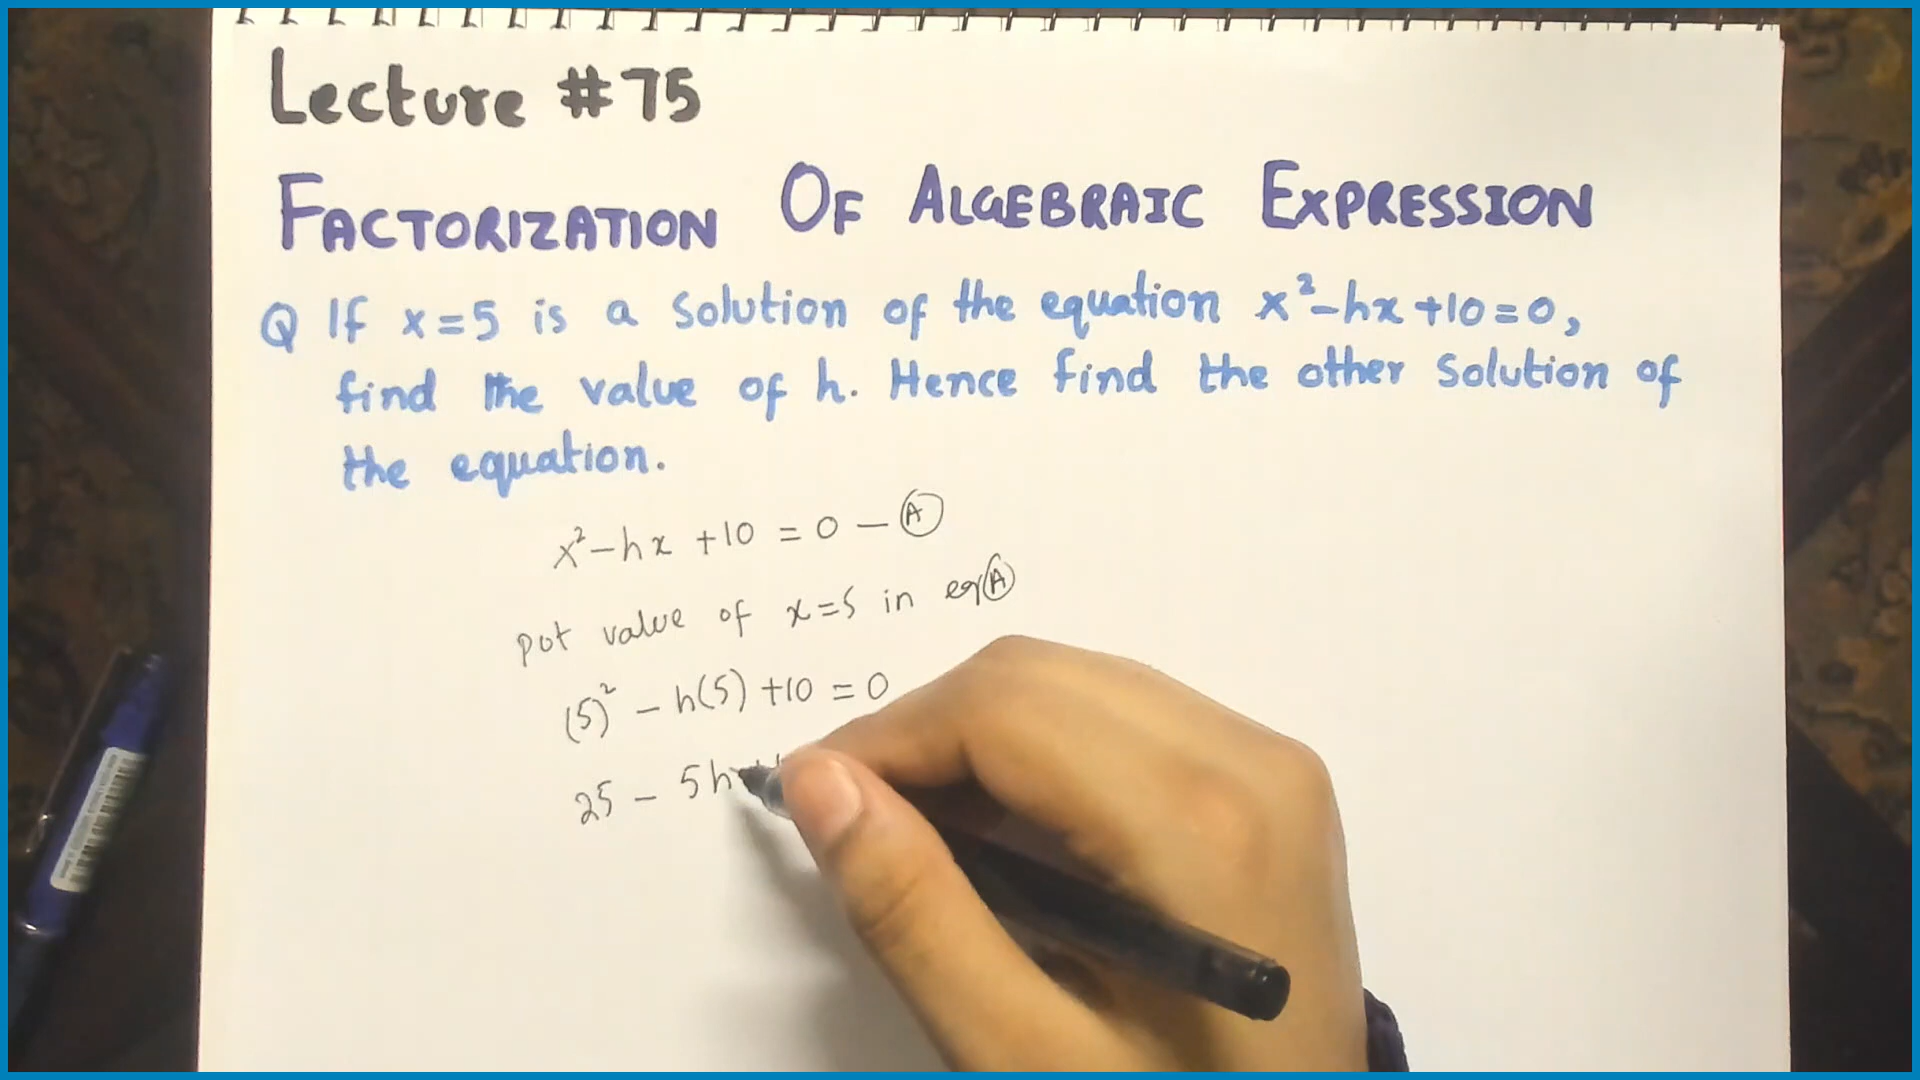 Lecture #75
FACTORIZATION OF ALGEBRAIC EXPRESSION
Q If x=5 is a solution of the equation x²-hx+10=0,
find the value of h. Hence find the other solution of
the equation.
x²-hx +10 = 0 — Ⓐ
put value of x=5 in eqⒶ
(5)² - h(5) +10 = 0
25 - 5h